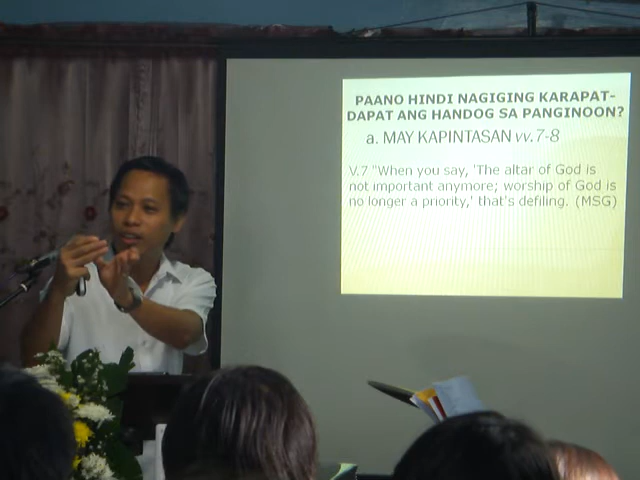 PAANO HINDI NAGIGING KARAPAT-
DAPAT ANG HANDOG SA PANGINOON?
a. MAY KAPINTASAN vv.7-8
V.7 "When you say, 'The altar of God is
not important anymore; worship of God is
no longer a priority,' that's defiling. (MSG)